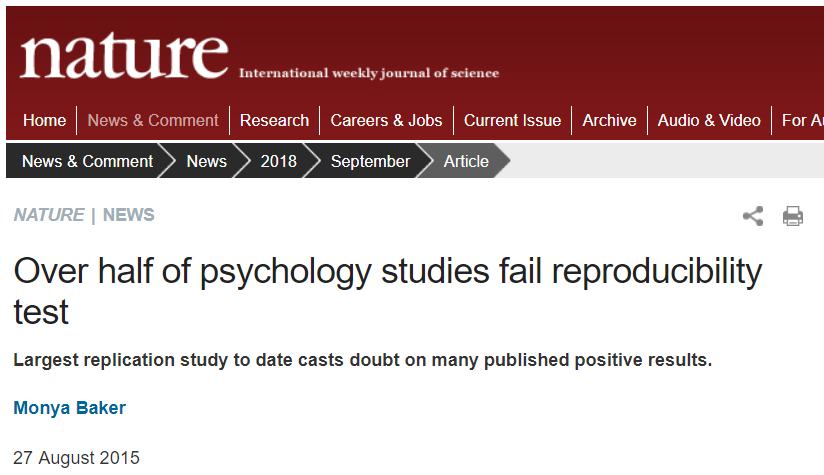 nature International weekly journal of science
Home News & Comment Research Careers & Jobs Current Issue Archive Audio & Video For A
News & Comment News 2018 September Article
NATURE | NEWS
Over half of psychology studies fail reproducibility
test
Largest replication study to date casts doubt on many published positive results.
Monya Baker
27 August 2015